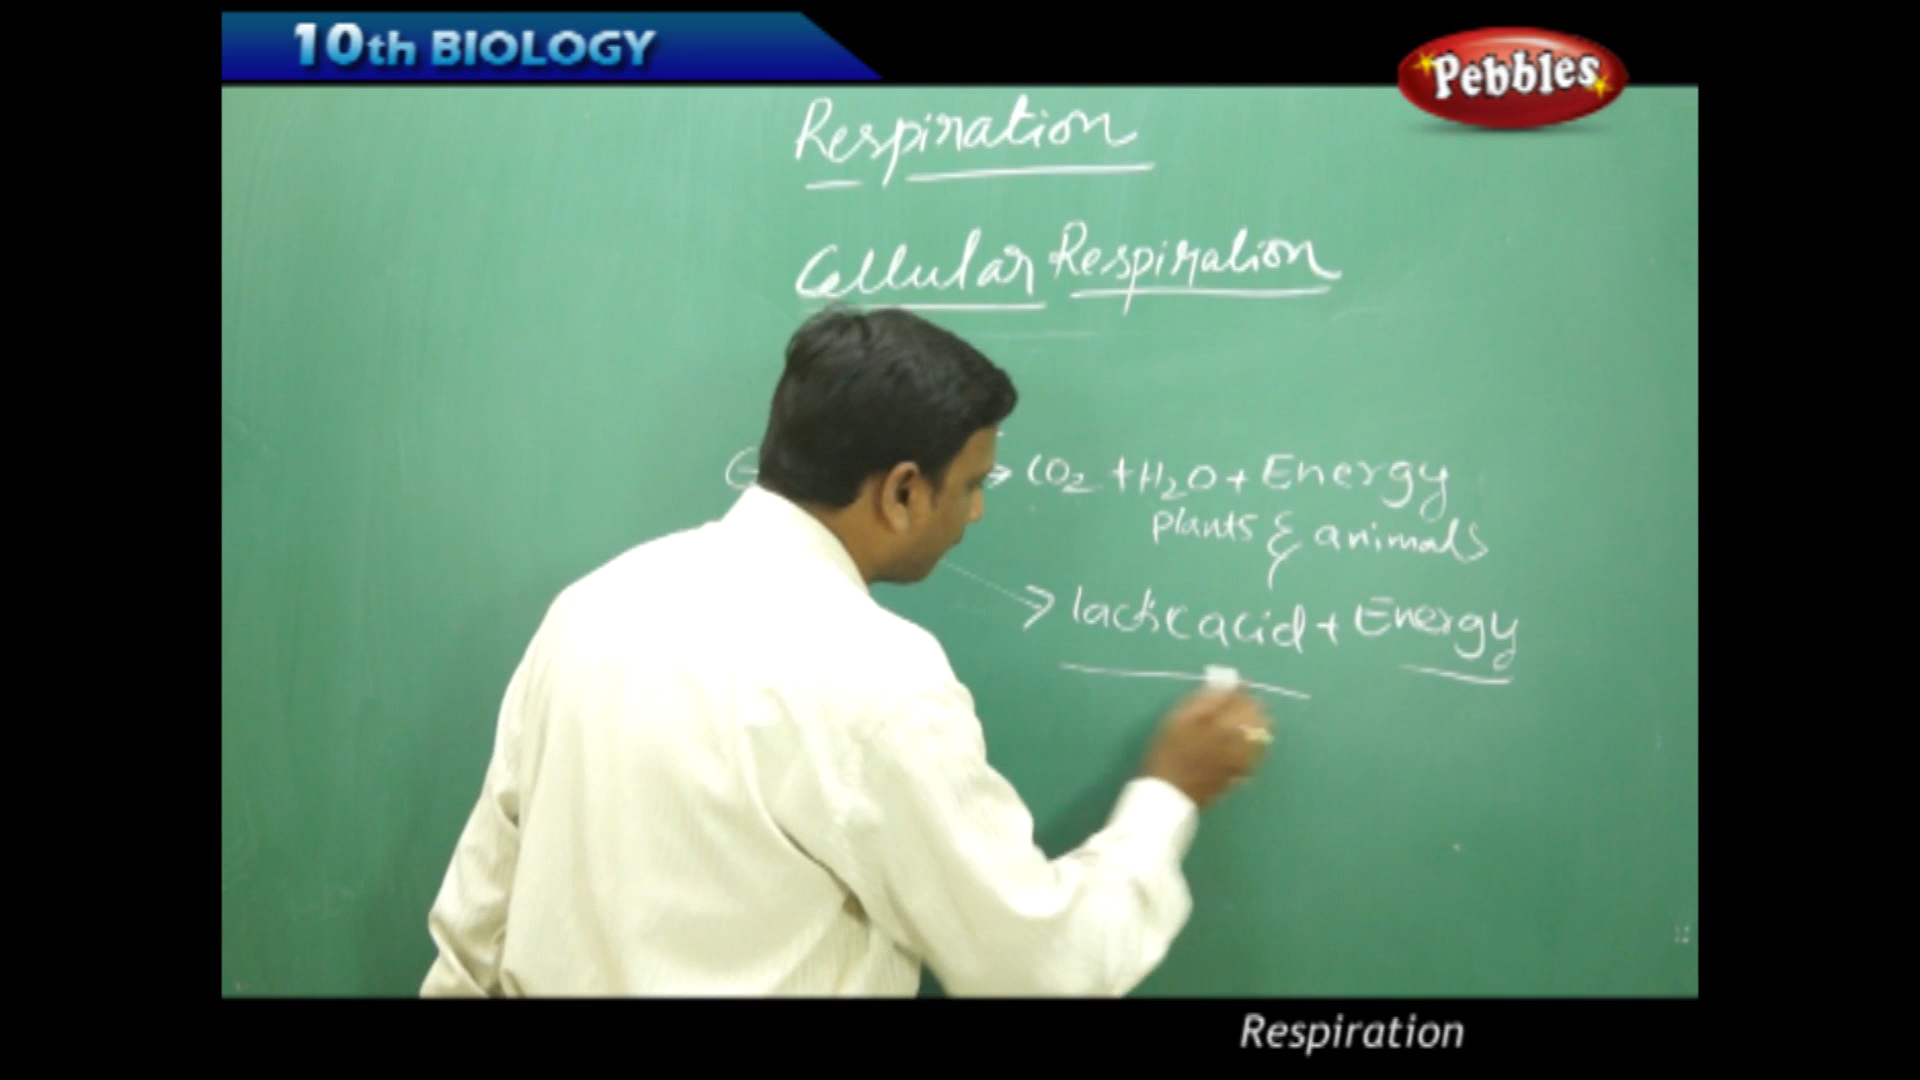 10th BIOLOGY
Pebbles
Respiration
Cellular Respiration
CO₂ + H₂O + Energy
plants & animals
lactic acid + Energy
Respiration